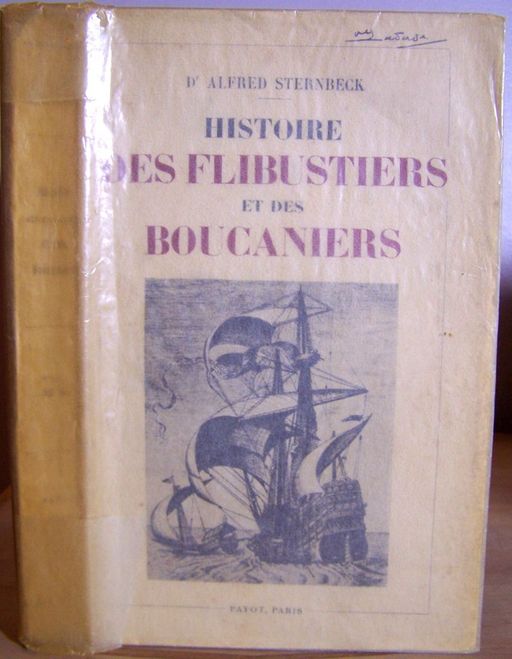 Dʳ ALFRED STERNBECK
HISTOIRE
DES FLIBUSTIERS
ET DES
BOUCANIERS
PAYOT, PARIS